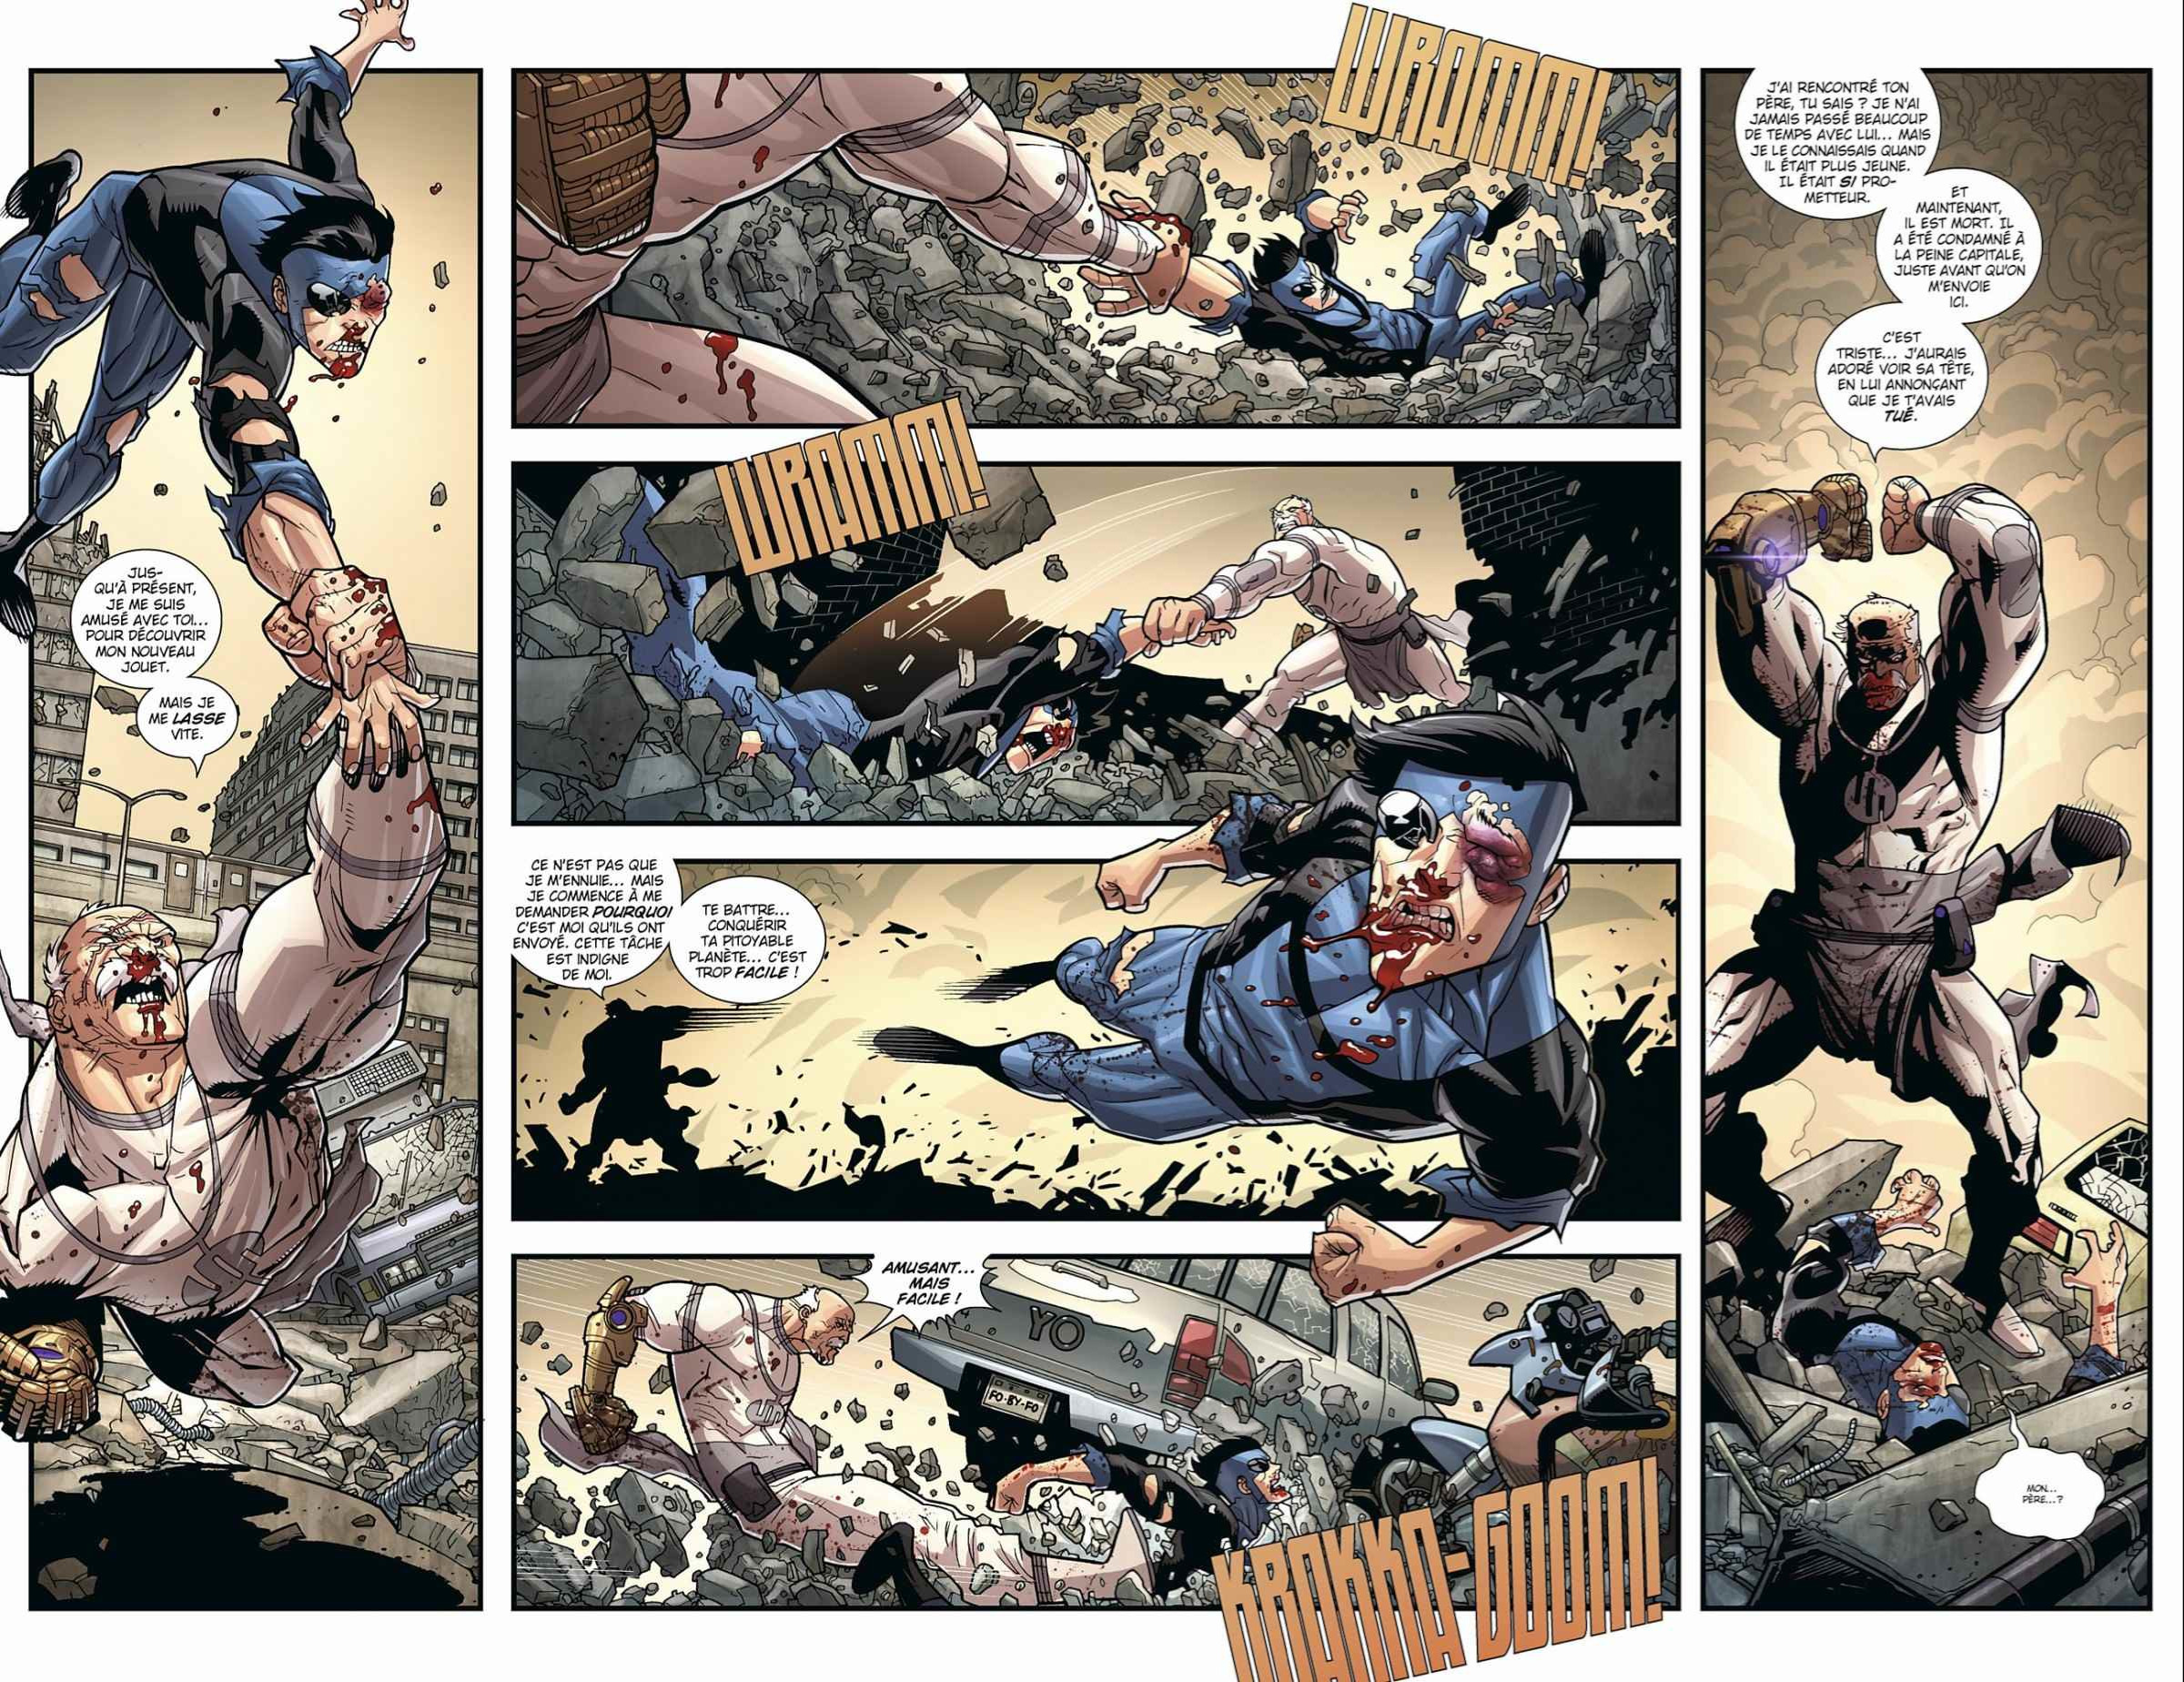 JUS-
QU'À PRÉSENT,
JE ME SUIS
AMUSÉ AVEC TOI...
POUR DÉCOUVRIR
MON NOUVEAU
JOUET.
MAIS JE
ME LASSE
VITE.
WRAMM!
WRAMM!
CE N'EST PAS QUE
JE M'ENNUIE... MAIS
JE COMMENCE À ME
DEMANDER POURQUOI
C'EST MOI QU'ILS ONT
ENVOYÉ. CETTE TÂCHE
EST INDIGNE
DE MOI.
TE BATTRE...
CONQUÉRIR
TA PITOYABLE
PLANÈTE... C'EST
TROP FACILE !
AMUSANT...
MAIS
FACILE !
YO
FO-BY-FO
KRAKKA-GOOM!
J'AI RENCONTRÉ TON
PÈRE, TU SAIS ? JE N'AI
JAMAIS PASSÉ BEAUCOUP
DE TEMPS AVEC LUI... MAIS
JE LE CONNAISSAIS QUAND
IL ÉTAIT PLUS JEUNE.
IL ÉTAIT SI PRO-
METTEUR.
ET
MAINTENANT,
IL EST MORT. IL
A ÉTÉ CONDAMNÉ À
LA PEINE CAPITALE,
JUSTE AVANT QU'ON
M'ENVOIE
ICI.
C'EST
TRISTE... J'AURAIS
ADORÉ VOIR SA TÊTE,
EN LUI ANNONÇANT
QUE JE T'AVAIS
TUÉ.
MON...
PÈRE...?